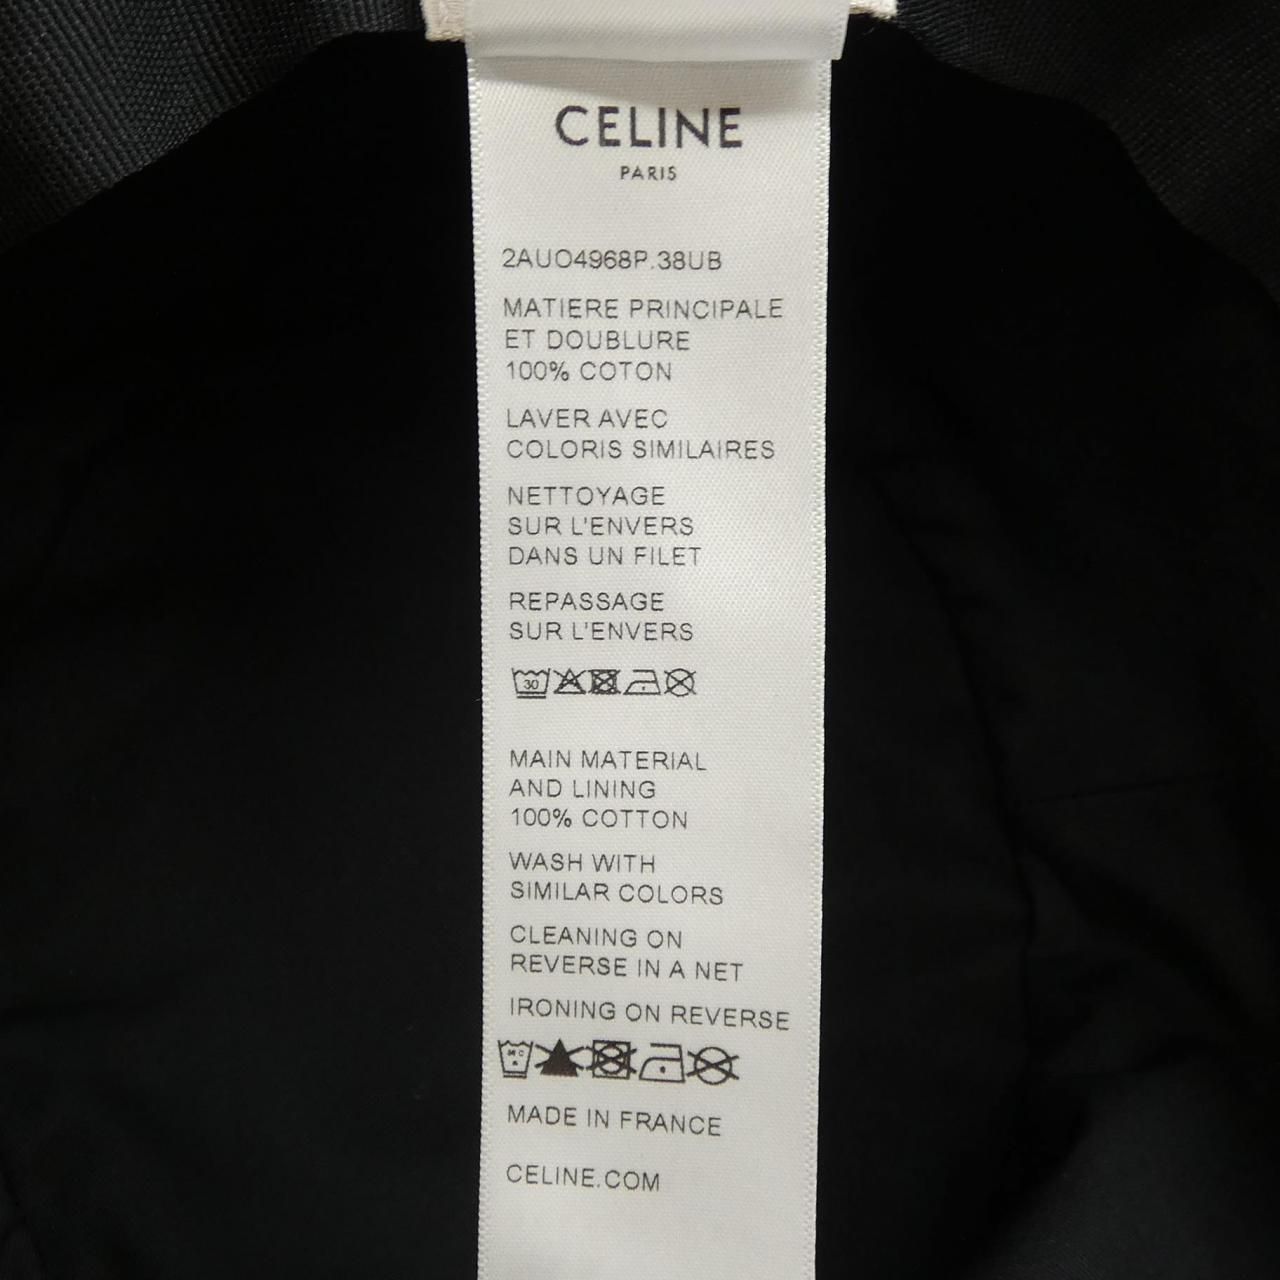 CELINE
PARIS
2AUO4968P.38UB
MATIERE PRINCIPALE
ET DOUBLURE
100% COTON
LAVER AVEC
COLORIS SIMILAIRES
NETTOYAGE
SUR L'ENVERS
DANS UN FILET
REPASSAGE
SUR L'ENVERS
30
MAIN MATERIAL
AND LINING
100% COTTON
WASH WITH
SIMILAR COLORS
CLEANING ON
REVERSE IN A NET
IRONING ON REVERSE
MADE IN FRANCE
CELINE.COM